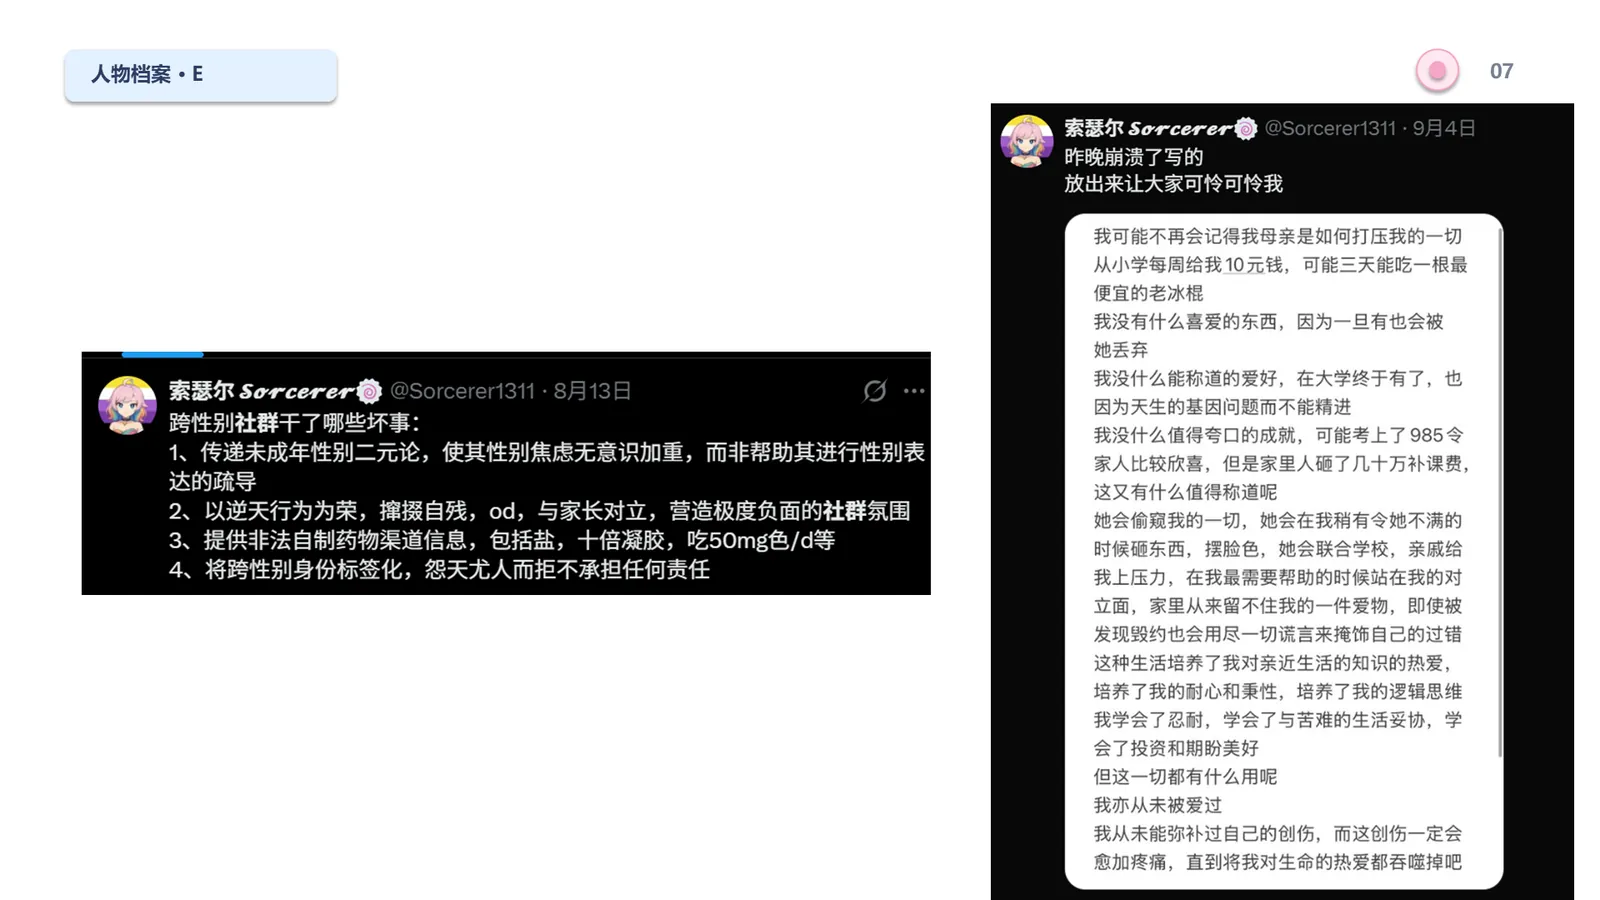 人物档案·E
07
索瑟尔 Sorcerer🍥 @Sorcerer1311 · 8月13日
跨性别社群干了哪些坏事：
1、传递未成年性别二元论，使其性别焦虑无意识加重，而非帮助其进行性别表
达的疏导
2、以逆天行为为荣，撺掇自残，od，与家长对立，营造极度负面的社群氛围
3、提供非法自制药物渠道信息，包括盐，十倍凝胶，吃50mg色/d等
4、将跨性别身份标签化，怨天尤人而拒不承担任何责任
索瑟尔 Sorcerer🍥 @Sorcerer1311 · 9月4日
昨晚崩溃了写的
放出来让大家可怜可怜我
我可能不再会记得我母亲是如何打压我的一切
从小学每周给我10元钱，可能三天能吃一根最
便宜的老冰棍
我没有什么喜爱的东西，因为一旦有也会被
她丢弃
我没什么能称道的爱好，在大学终于有了，也
因为天生的基因问题而不能精进
我没什么值得夸口的成就，可能考上了985令
家人比较欣喜，但是家里人砸了几十万补课费，
这又有什么值得称道呢
她会偷窥我的一切，她会在我稍有令她不满的
时候砸东西，摆脸色，她会联合学校，亲戚给
我上压力，在我最需要帮助的时候站在我的对
立面，家里从来留不住我的一件爱物，即使被
发现毁约也会用尽一切谎言来掩饰自己的过错
这种生活培养了我对亲近生活的知识的热爱，
培养了我的耐心和秉性，培养了我的逻辑思维
我学会了忍耐，学会了与苦难的生活妥协，学
会了投资和期盼美好
但这一切都有什么用呢
我亦从未被爱过
我从未能弥补过自己的创伤，而这创伤一定会
愈加疼痛，直到将我对生命的热爱都吞噬掉吧